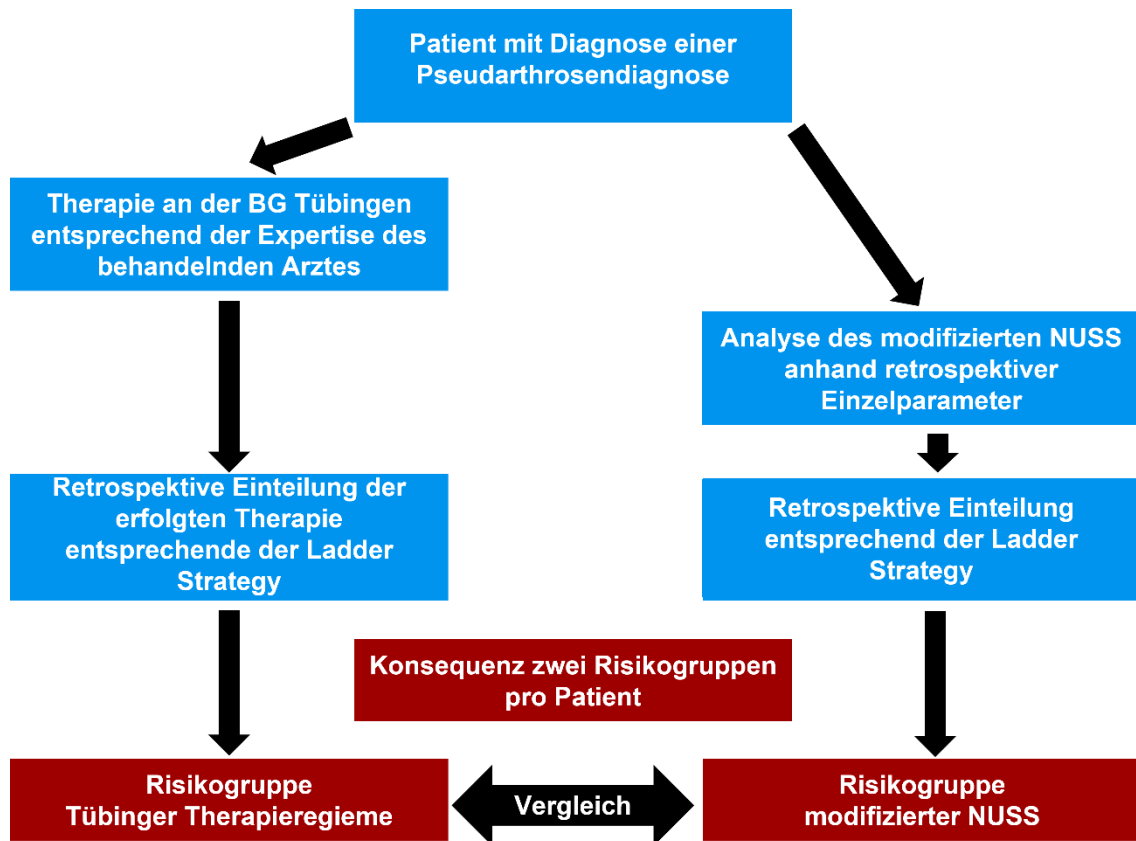 Patient mit Diagnose einer
Pseudarthrosendiagnose
Therapie an der BG Tübingen
entsprechend der Expertise des
behandelnden Arztes
Analyse des modifizierten NUSS
anhand retrospektiver
Einzelparameter
Retrospektive Einteilung der
erfolgten Therapie
entsprechende der Ladder
Strategy
Retrospektive Einteilung
entsprechend der Ladder
Strategy
Konsequenz zwei Risikogruppen
pro Patient
Risikogruppe
Tübinger Therapieregieme
Vergleich
Risikogruppe
modifizierter NUSS